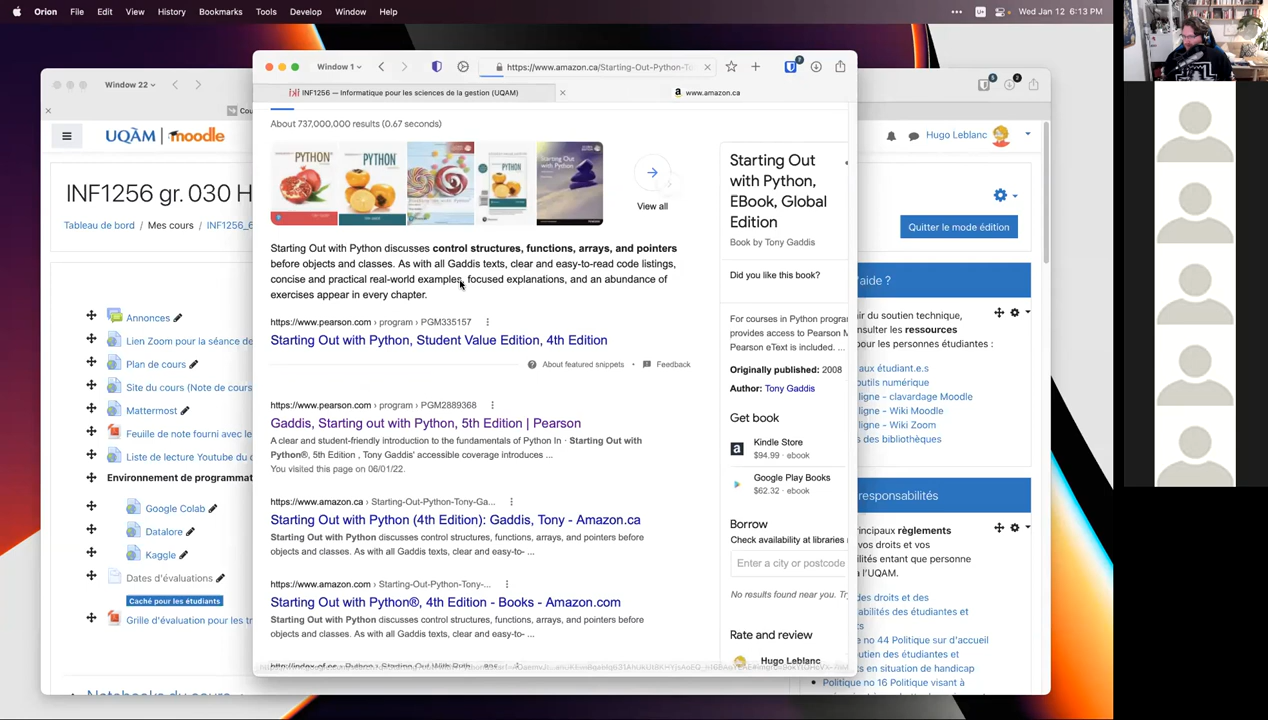 Orion File Edit View History Bookmarks Tools Develop Window Help
Wed Jan 12 6:13 PM
Window 22
Window 1
https://www.amazon.ca/Starting-Out-Python-To
INF1256 — Informatique pour les sciences de la gestion (UQAM)
www.amazon.ca
Cou
UQAM moodle
Hugo Leblanc
INF1256 gr. 030 H
Tableau de bord / Mes cours / INF1256_
Quitter le mode édition
Annonces
Lien Zoom pour la séance de
Plan de cours
Site du cours (Note de cours
Mattermost
Feuille de note fourni avec le
Liste de lecture Youtube du c
Environnement de programmat
Google Colab
Datalore
Kaggle
Dates d'évaluations
Caché pour les étudiants
Grille d'évaluation pour les tr
Notebooks du cours
About 737,000,000 results (0.67 seconds)
PYTHON
PYTHON
PYTHON
View all
Starting Out with Python discusses control structures, functions, arrays, and pointers
before objects and classes. As with all Gaddis texts, clear and easy-to-read code listings,
concise and practical real-world examples, focused explanations, and an abundance of
exercises appear in every chapter.
https://www.pearson.com › program › PGM335157
Starting Out with Python, Student Value Edition, 4th Edition
About featured snippets • Feedback
https://www.pearson.com › program › PGM2889368
Gaddis, Starting out with Python, 5th Edition | Pearson
A clear and student-friendly introduction to the fundamentals of Python In · Starting Out with
Python®, 5th Edition , Tony Gaddis' accessible coverage introduces ...
You visited this page on 06/01/22.
https://www.amazon.ca › Starting-Out-Python-Tony-Ga...
Starting Out with Python (4th Edition): Gaddis, Tony - Amazon.ca
Starting Out with Python discusses control structures, functions, arrays, and pointers before
objects and classes. As with all Gaddis texts, clear and easy-to- ...
https://www.amazon.com › Starting-Out-Python-Tony-...
Starting Out with Python®, 4th Edition - Books - Amazon.com
Starting Out with Python discusses control structures, functions, arrays, and pointers before
objects and classes. As with all Gaddis texts, clear and easy-to- ...
Starting Out
with Python,
EBook, Global
Edition
Book by Tony Gaddis
Did you like this book?
For courses in Python program
provides access to Pearson M
Pearson eText is included. ...
Originally published: 2008
Author: Tony Gaddis
Get book
Kindle Store
$94.99 · ebook
Google Play Books
$62.32 · ebook
Borrow
Check availability at libraries
Enter a city or postcode
No results found near you. Try
Rate and review
Hugo Leblanc
'aide ?
ir du soutien technique,
nsulter les ressources
pour les personnes étudiantes :
aux étudiant.e.s
outils numérique
ligne - clavardage Moodle
ligne - Wiki Moodle
ligne - Wiki Zoom
s des bibliothèques
responsabilités
rincipaux règlements
vos droits et vos
bilités entant que personne
à l'UQAM.
des droits et des
bilités des étudiantes et
ts
no 44 Politique sur d'accueil
outien des étudiantes et
ts en situation de handicap
Politique no 16 Politique visant à